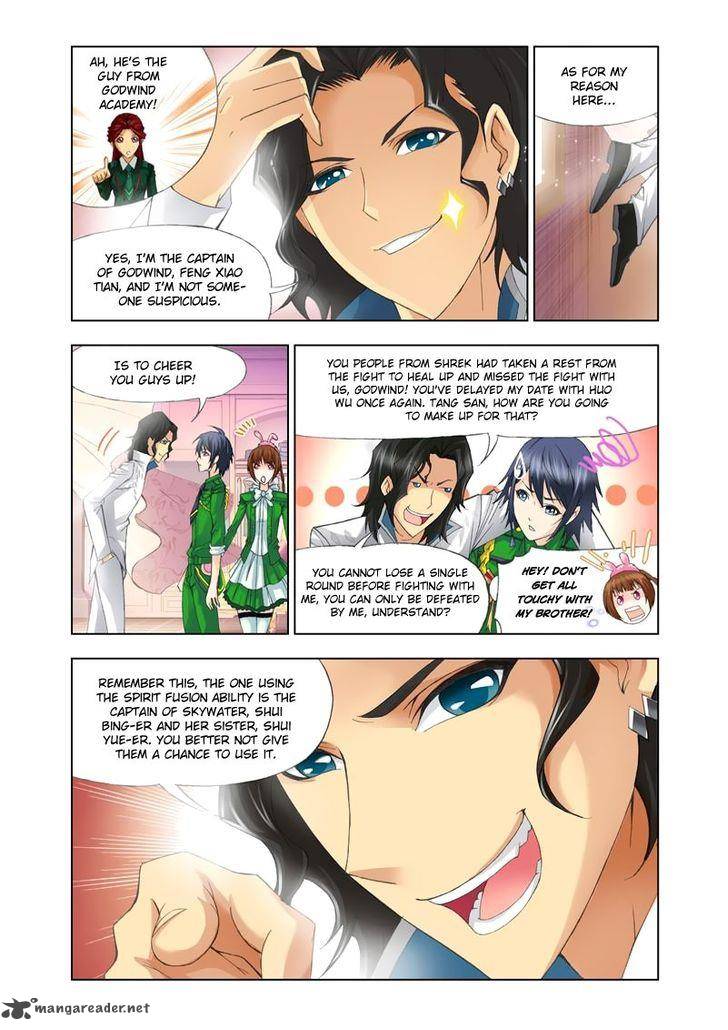 AH, HE'S THE
GUY FROM
GODWIND
ACADEMY!
YES, I'M THE CAPTAIN
OF GODWIND, FENG XIAO
TIAN, AND I'M NOT SOME-
ONE SUSPICIOUS.
AS FOR MY
REASON
HERE...
IS TO CHEER
YOU GUYS UP!
YOU PEOPLE FROM SHREK HAD TAKEN A REST FROM
THE FIGHT TO HEAL UP AND MISSED THE FIGHT WITH
US, GODWIND! YOU'VE DELAYED MY DATE WITH HUO
WU ONCE AGAIN. TANG SAN, HOW ARE YOU GOING
TO MAKE UP FOR THAT?
YOU CANNOT LOSE A SINGLE
ROUND BEFORE FIGHTING WITH
ME, YOU CAN ONLY BE DEFEATED
BY ME, UNDERSTAND?
HEY! DON'T
GET ALL
TOUCHY WITH
MY BROTHER!
REMEMBER THIS, THE ONE USING
THE SPIRIT FUSION ABILITY IS THE
CAPTAIN OF SKYWATER, SHUI
BING-ER AND HER SISTER, SHUI
YUE-ER. YOU BETTER NOT GIVE
THEM A CHANCE TO USE IT.
mangareader.net